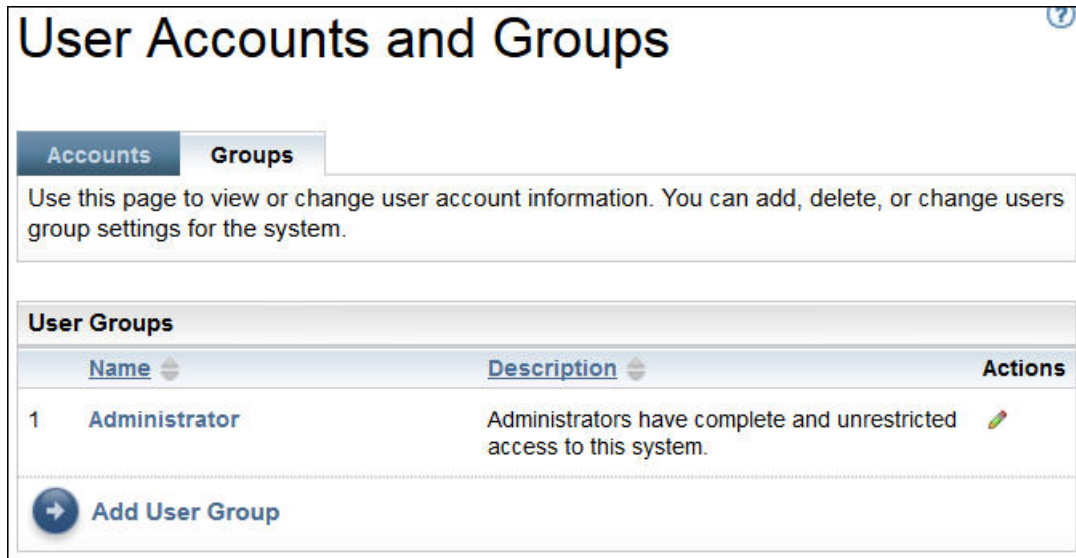 User Accounts and Groups
?
Accounts Groups
Use this page to view or change user account information. You can add, delete, or change users
group settings for the system.
User Groups
Name Description Actions
1 Administrator Administrators have complete and unrestricted
access to this system.
Add User Group